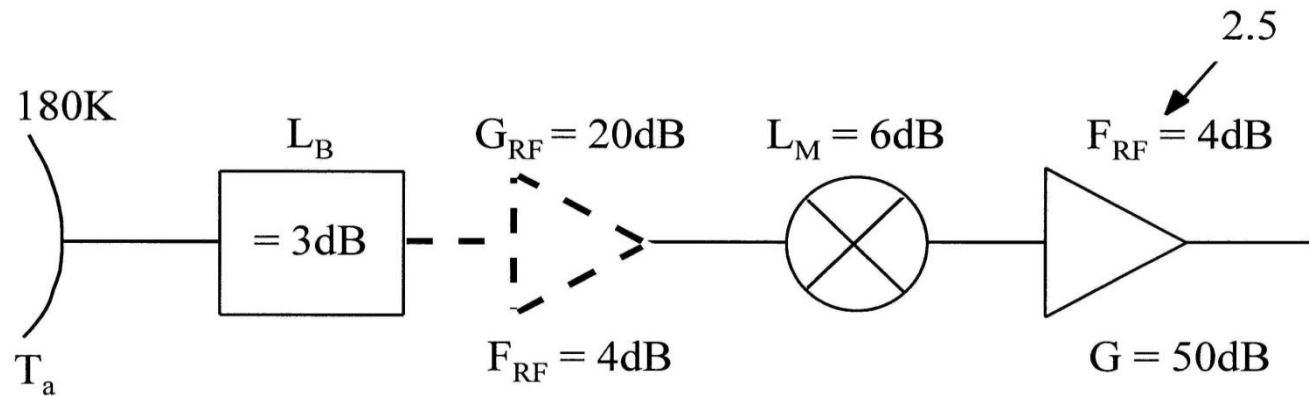 2.5
180K
L_B
G_RF = 20dB
L_M = 6dB
F_RF = 4dB
= 3dB
T_a
F_RF = 4dB
G = 50dB